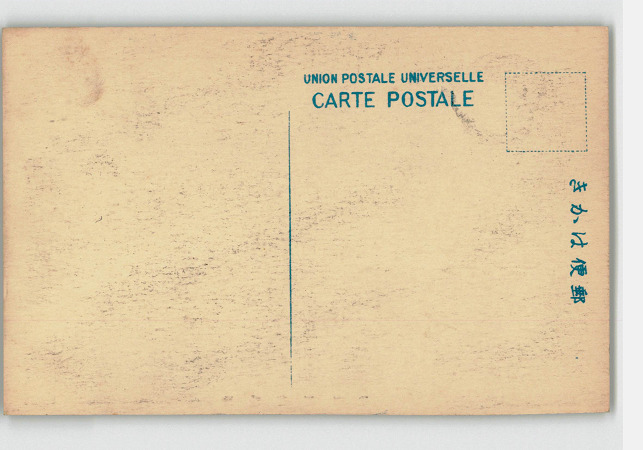 UNION POSTALE UNIVERSELLE
CARTE POSTALE
きかは便郵